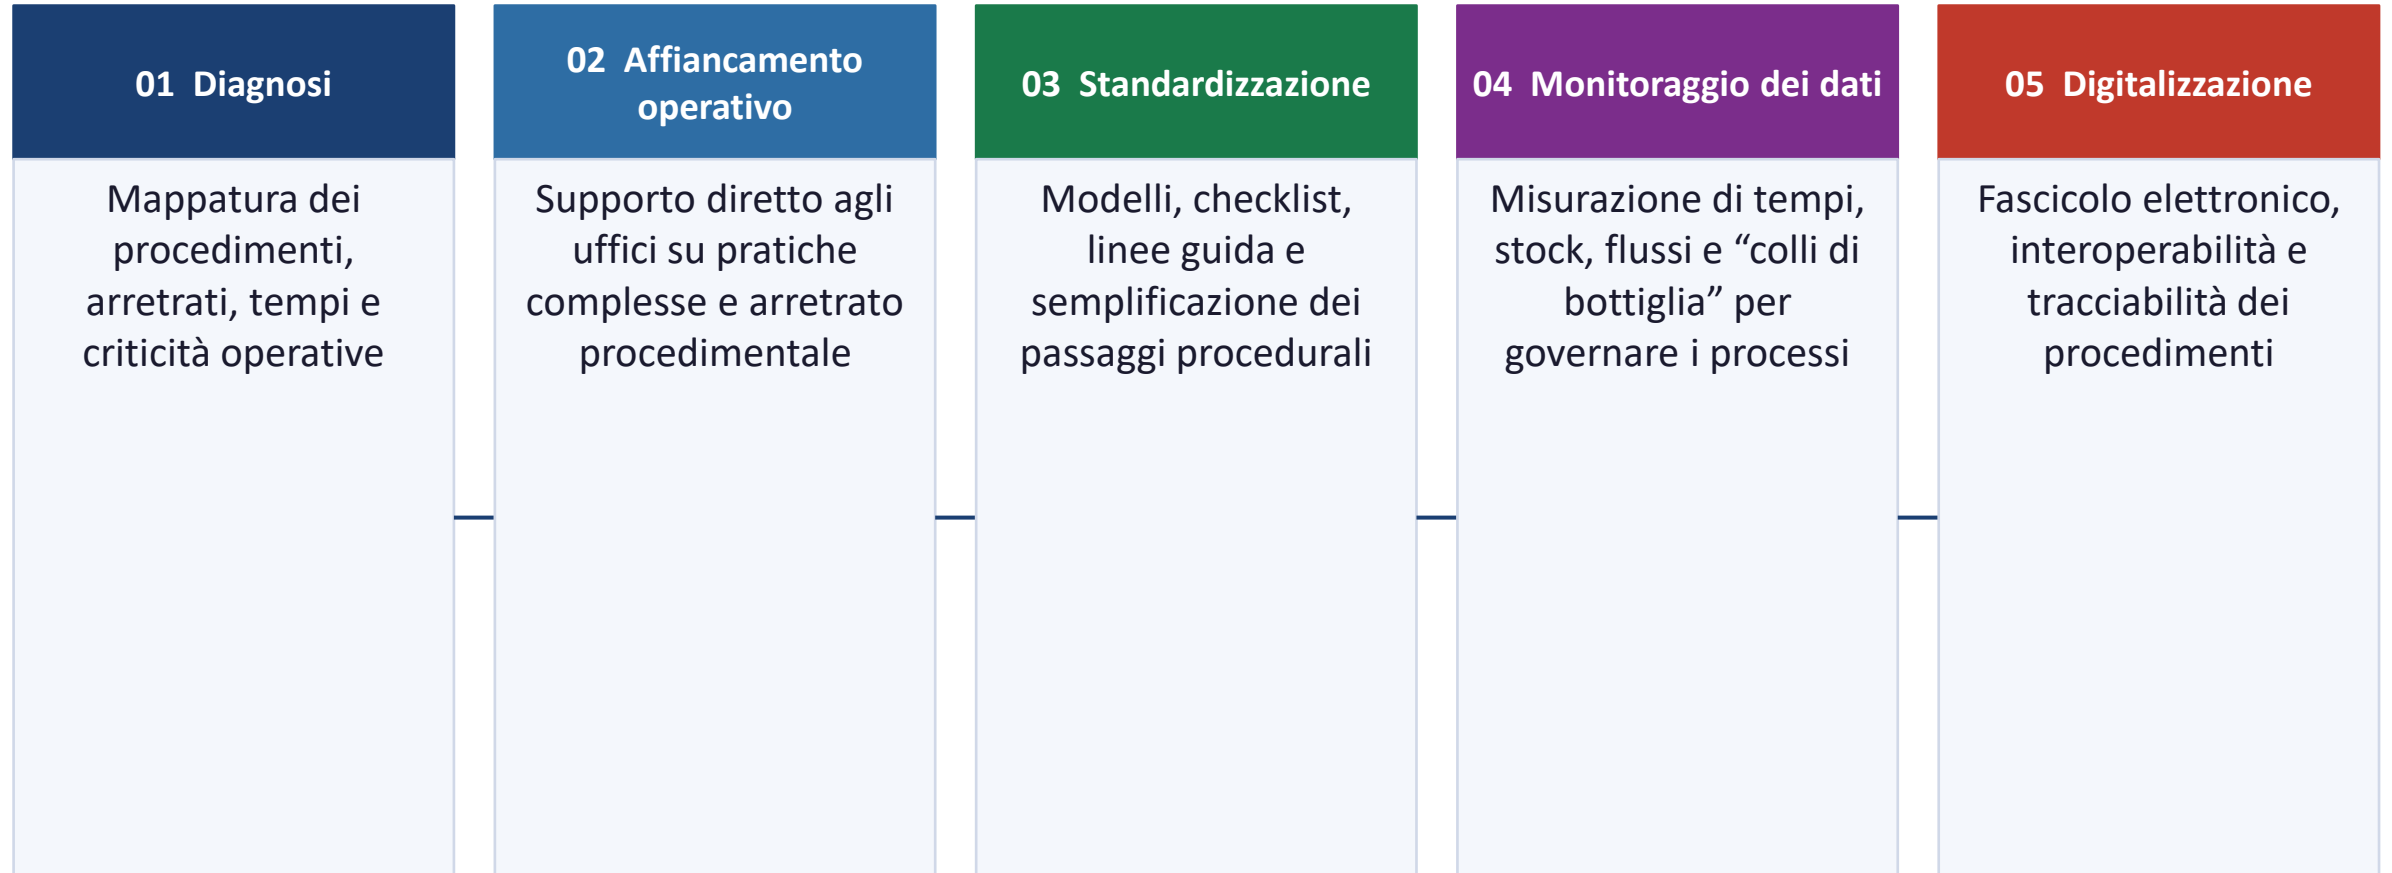 01 Diagnosi
Mappatura dei
procedimenti,
arretrati, tempi e
criticità operative
02 Affiancamento
operativo
Supporto diretto agli
uffici su pratiche
complesse e arretrato
procedimentale
03 Standardizzazione
Modelli, checklist,
linee guida e
semplificazione dei
passaggi procedurali
04 Monitoraggio dei dati
Misurazione di tempi,
stock, flussi e “colli di
bottiglia” per
governare i processi
05 Digitalizzazione
Fascicolo elettronico,
interoperabilità e
tracciabilità dei
procedimenti